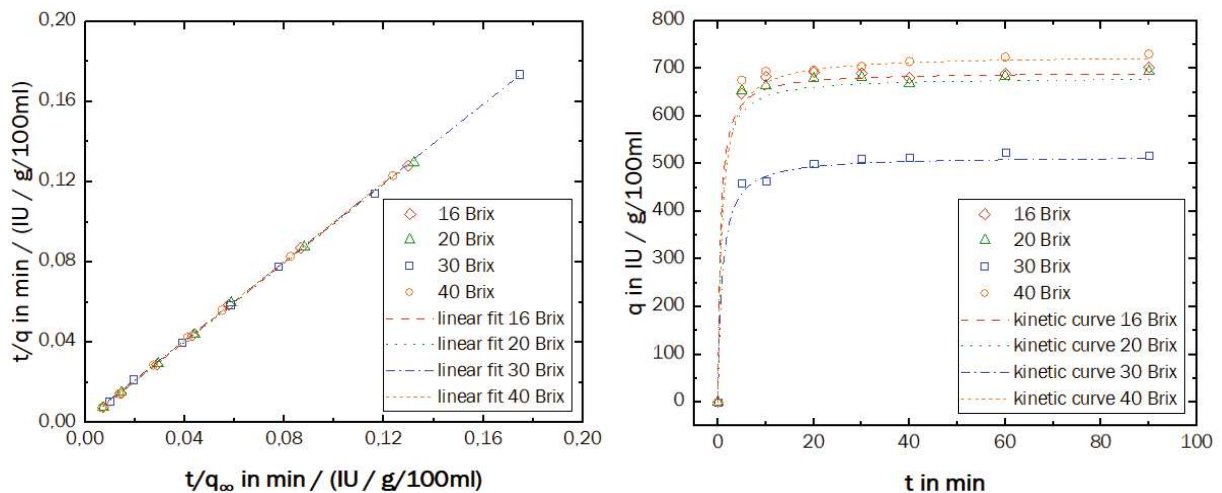 0,20
0,16
0.12
0.08
0.04
0.00
t/q in min / (IU / g/100ml)
16 Brix
20 Brix
30 Brix
40 Brix
linear fit 16 Brix
linear fit 20 Brix
linear fit 30 Brix
linear fit 40 Brix
0,00 0,04 0,08 0,12 0,16 0,20
t/q∞ in min / (IU / g/100ml)
800
700
600
500
400
300
200
100
0
q in IU / g/100ml
16 Brix
20 Brix
30 Brix
40 Brix
kinetic curve 16 Brix
kinetic curve 20 Brix
kinetic curve 30 Brix
kinetic curve 40 Brix
0 20 40 60 80 100
t in min